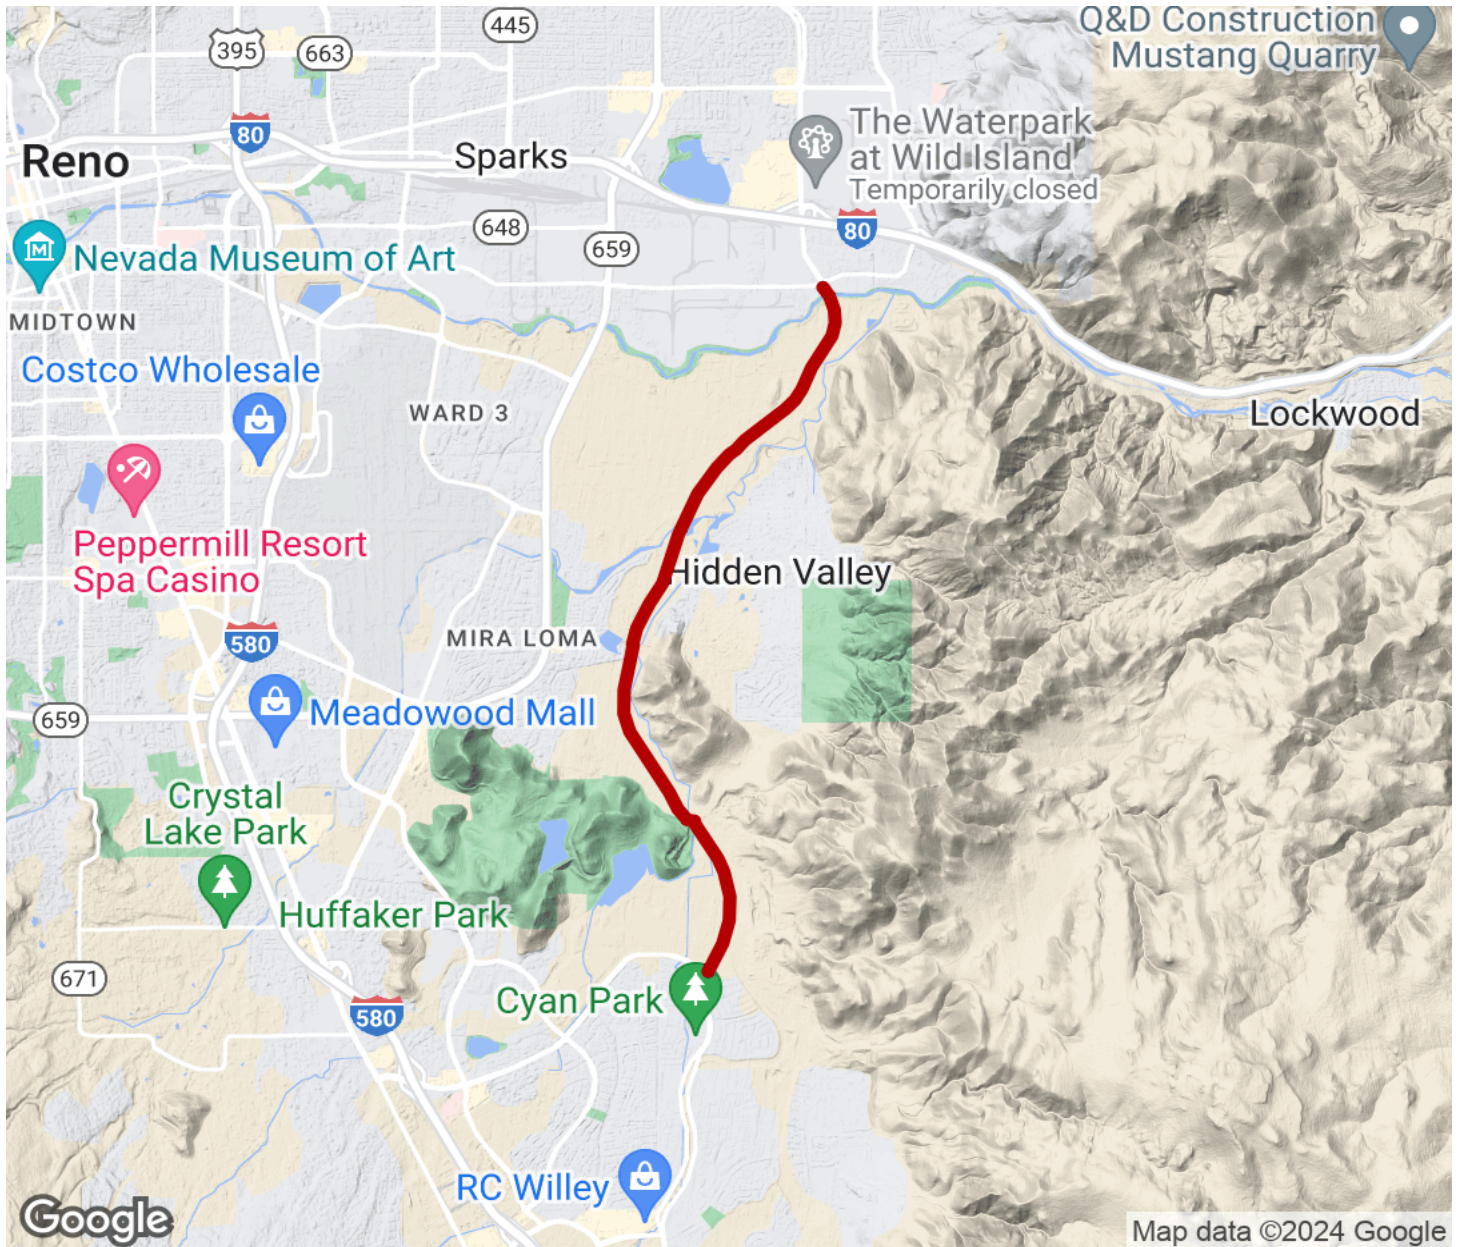 445
Q&D Construction
Mustang Quarry
395
663
80
The Waterpark
at Wild Island
Temporarily closed
Reno
Sparks
648
659
80
Nevada Museum of Art
MIDTOWN
Costco Wholesale
WARD 3
Lockwood
Peppermill Resort
Spa Casino
Hidden Valley
580
MIRA LOMA
659
Meadowood Mall
Crystal
Lake Park
Huffaker Park
671
580
Cyan Park
RC Willey
Google
Map data ©2024 Google